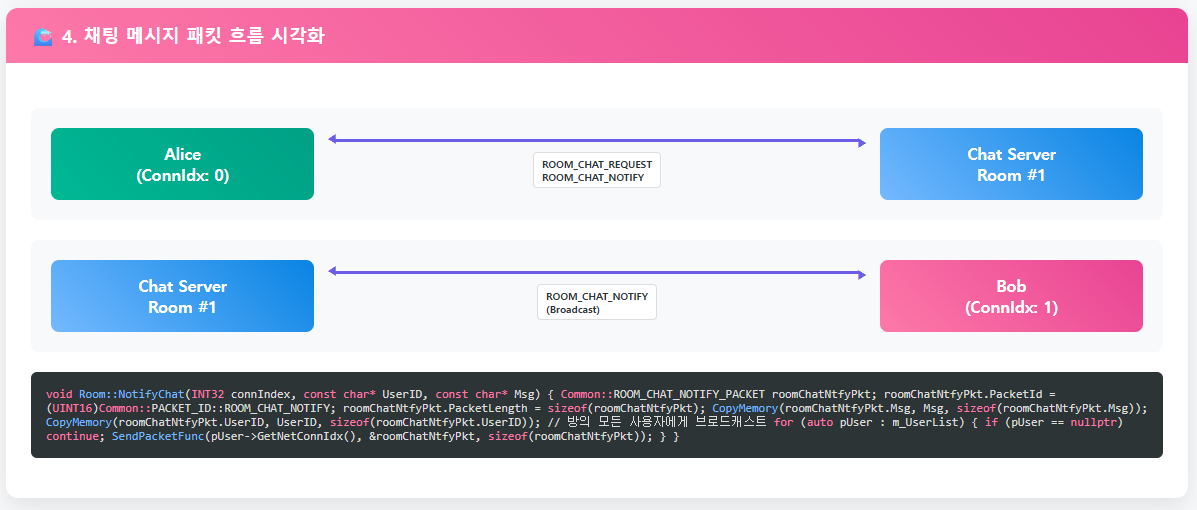 4. 채팅 메시지 패킷 흐름 시각화
Alice
(ConnIdx: 0)
ROOM_CHAT_REQUEST
ROOM_CHAT_NOTIFY
Chat Server
Room #1
Chat Server
Room #1
ROOM_CHAT_NOTIFY
(Broadcast)
Bob
(ConnIdx: 1)
void Room::NotifyChat(INT32 connIndex, const char* UserID, const char* Msg) { Common::ROOM_CHAT_NOTIFY_PACKET roomChatNtfyPkt; roomChatNtfyPkt.PacketId =
(UINT16)Common::PACKET_ID::ROOM_CHAT_NOTIFY; roomChatNtfyPkt.PacketLength = sizeof(roomChatNtfyPkt); CopyMemory(roomChatNtfyPkt.Msg, Msg, sizeof(roomChatNtfyPkt.Msg));
CopyMemory(roomChatNtfyPkt.UserID, UserID, sizeof(roomChatNtfyPkt.UserID)); // 방의 모든 사용자에게 브로드캐스트 for (auto pUser : m_UserList) { if (pUser == nullptr)
continue; SendPacketFunc(pUser->GetNetConnIdx(), &roomChatNtfyPkt, sizeof(roomChatNtfyPkt)); } }